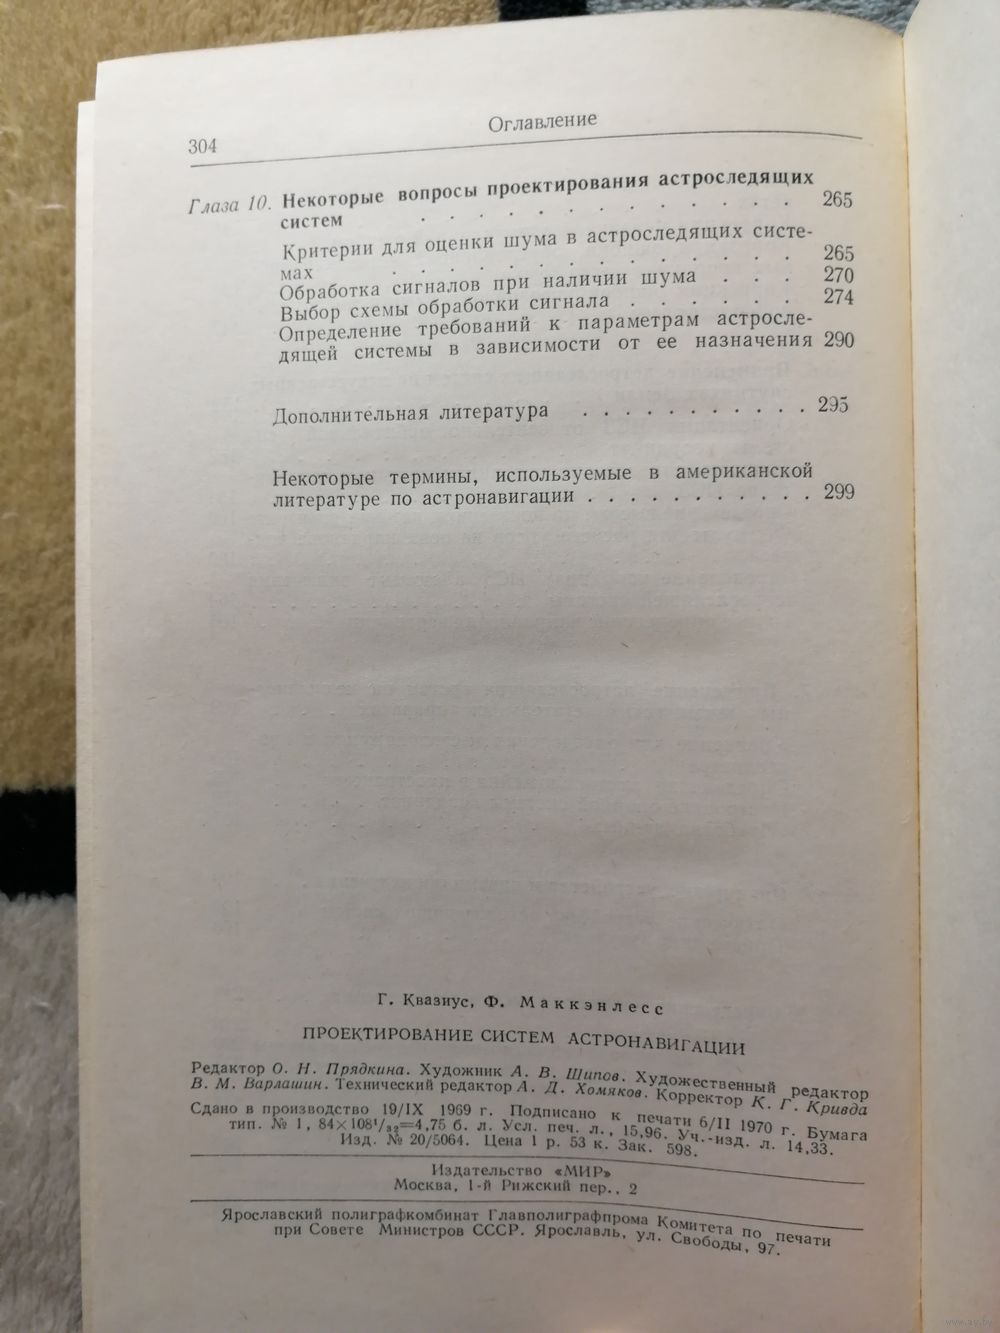 304
Оглавление
Глаза 10. Некоторые вопросы проектирования астроследящих
систем . . . . . . . . . . . . 265
Критерии для оценки шума в астроследящих систе-
мах . . . . . . . . . . . . 265
Обработка сигналов при наличии шума . . . 270
Выбор схемы обработки сигнала . . . . . . 274
Определение требований к параметрам астросле-
дящей системы в зависимости от ее назначения 290
Дополнительная литература . . . . . . . . . . . 295
Некоторые термины, используемые в американской
литературе по астронавигации . . . . . . . . . . . 299
Г. Квазиус, Ф. Маккэнлесс
ПРОЕКТИРОВАНИЕ СИСТЕМ АСТРОНАВИГАЦИИ
Редактор О. Н. Прядкина. Художник А. В. Шипов. Художественный редактор
В. М. Варлашин. Технический редактор А. Д. Хомяков. Корректор К. Г. Кривда
Сдано в производство 19/IX 1969 г. Подписано к печати 6/II 1970 г. Бумага
тип. № 1, 84×108¹/₃₂=4,75 б. л. Усл. печ. л., 15,96. Уч.-изд. л. 14,33.
Изд. № 20/5064. Цена 1 р. 53 к. Зак. 598.
Издательство «МИР»
Москва, 1-й Рижский пер., 2
Ярославский полиграфкомбинат Главполиграфпрома Комитета по печати
при Совете Министров СССР. Ярославль, ул. Свободы, 97.
www.ay.by